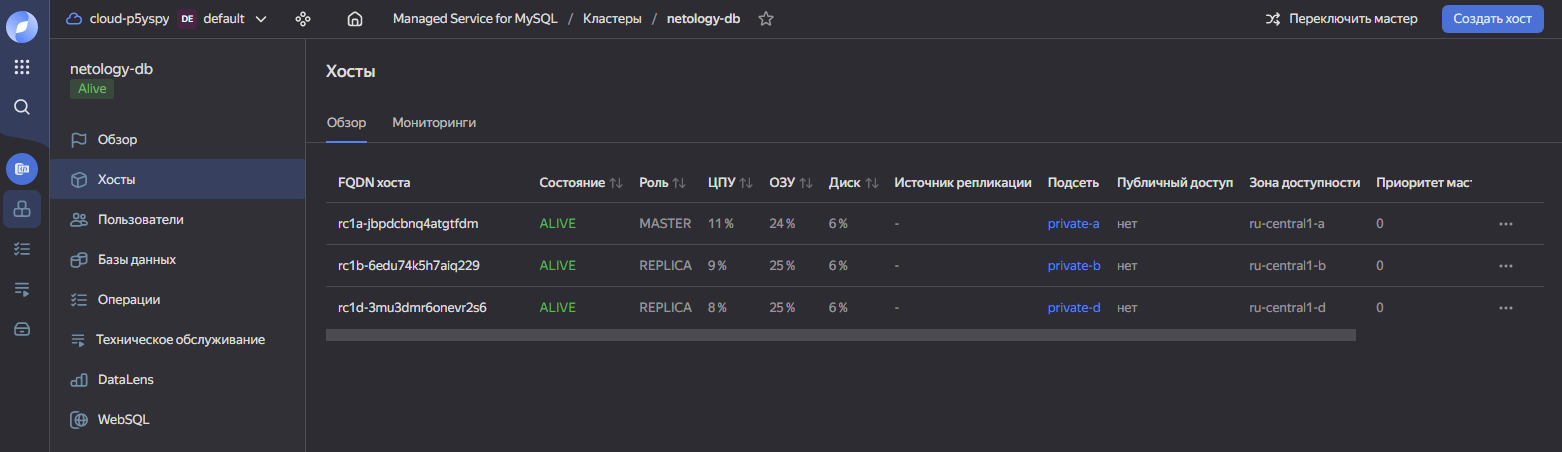 cloud-p5yspy DE default Managed Service for MySQL / Кластеры / netology-db Переключить мастер Создать хост
netology-db
Alive
Обзор
Хосты
Пользователи
Базы данных
Операции
Техническое обслуживание
DataLens
WebSQL
Хосты
Обзор Мониторинги
FQDN хоста Состояние Роль ЦПУ ОЗУ Диск Источник репликации Подсеть Публичный доступ Зона доступности Приоритет мас
rc1a-jbpdcbnq4atgtfdm ALIVE MASTER 11 % 24 % 6 % - private-a нет ru-central1-a 0
rc1b-6edu74k5h7aiq229 ALIVE REPLICA 9 % 25 % 6 % - private-b нет ru-central1-b 0
rc1d-3mu3dmr6onevr2s6 ALIVE REPLICA 8 % 25 % 6 % - private-d нет ru-central1-d 0